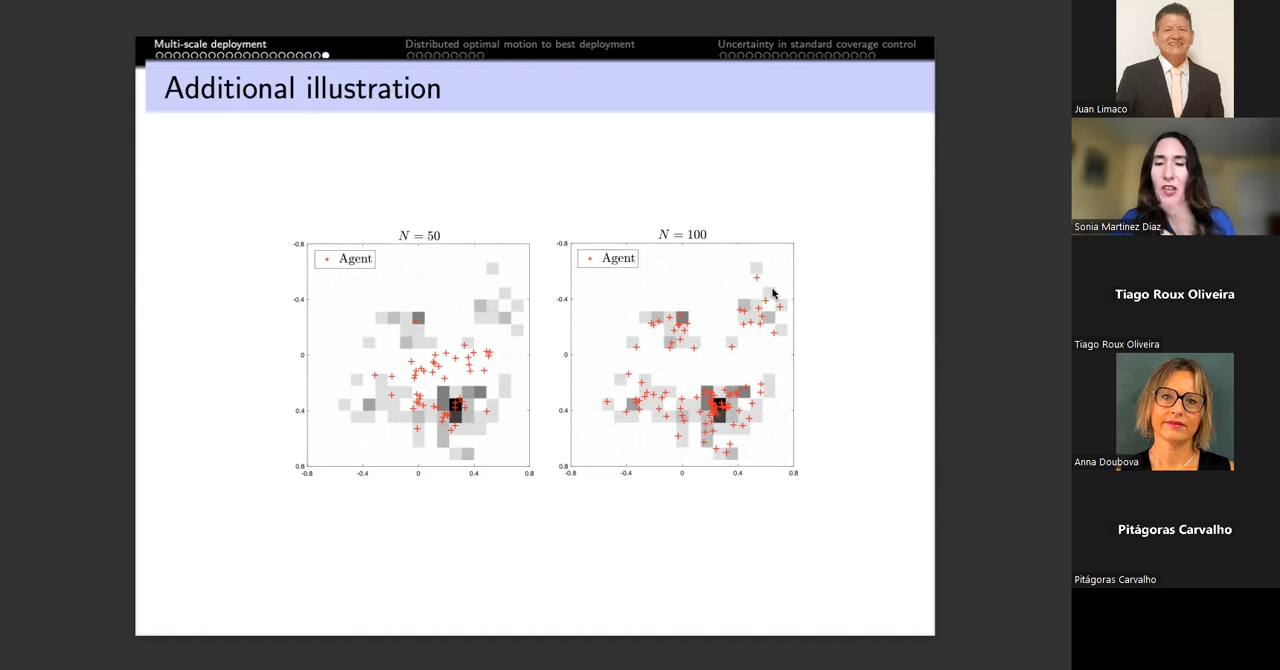 Multi-scale deployment
Distributed optimal motion to best deployment
Uncertainty in standard coverage control
Additional illustration
N = 50
Agent
-0.8
-0.4
0
0.4
0.8
-0.8
-0.4
0
0.4
0.8
N = 100
Agent
-0.8
-0.4
0
0.4
0.8
-0.8
-0.4
0
0.4
0.8
Juan Limaco
Sonia Martinez Diaz
Tiago Roux Oliveira
Tiago Roux Oliveira
Anna Doubova
Pitágoras Carvalho
Pitágoras Carvalho